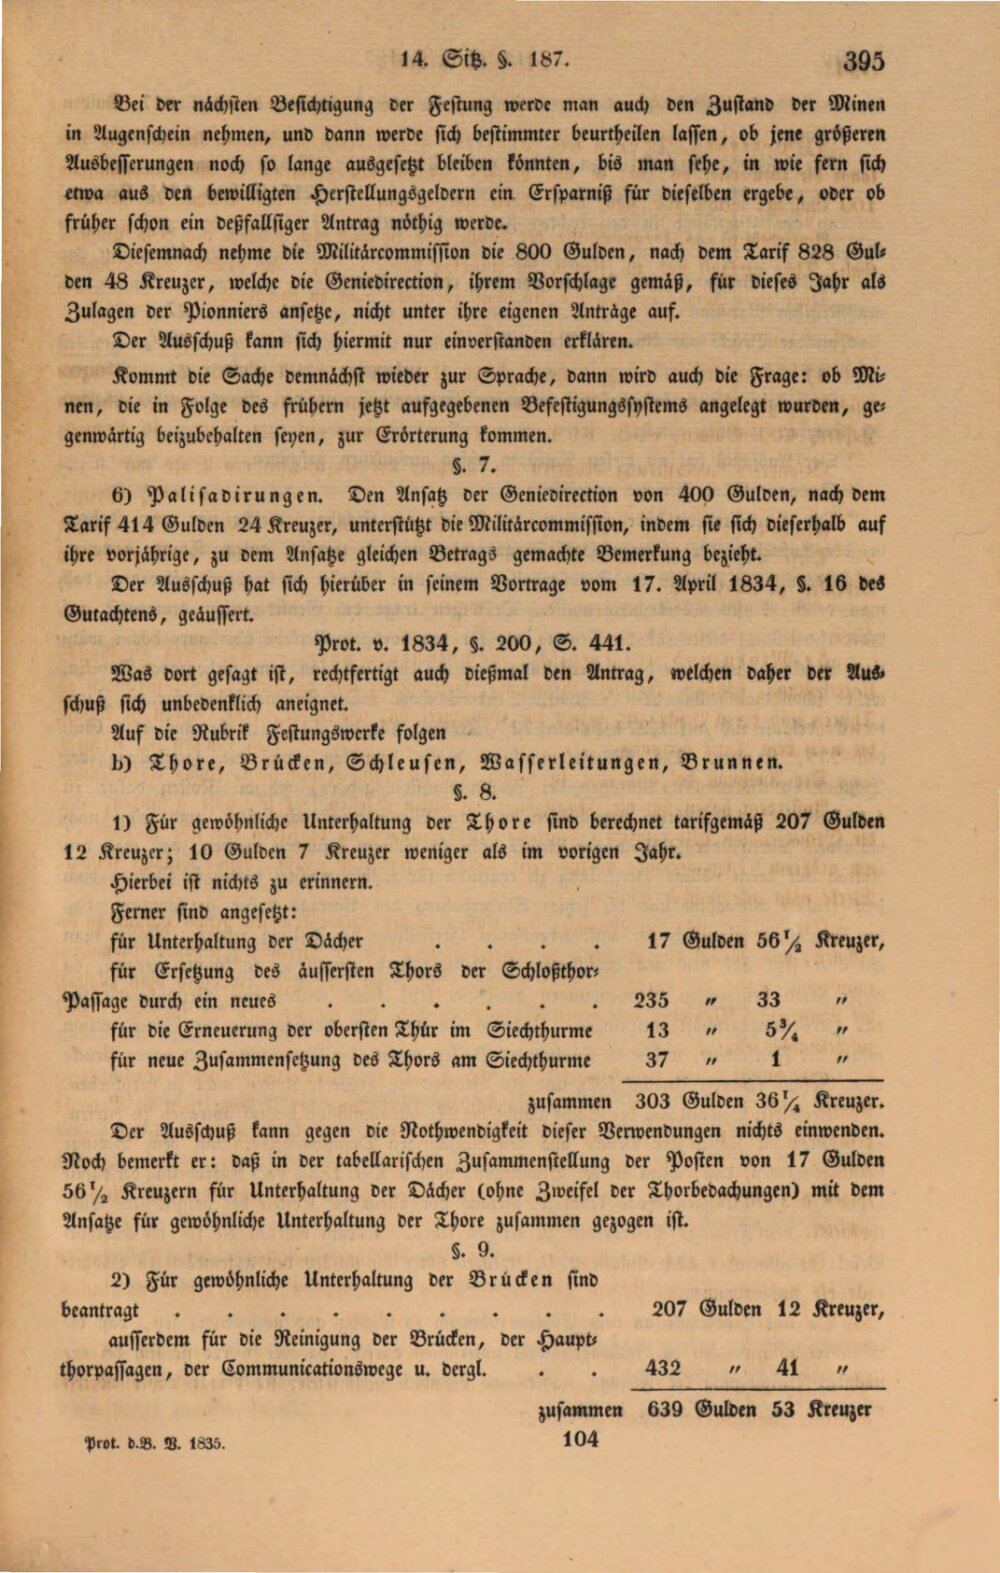 14. Sitz. §. 187. 395
Bei der nächsten Besichtigung der Festung werde man auch den Zustand der Minen
in Augenschein nehmen, und dann werde sich bestimmter beurtheilen lassen, ob jene größeren
Ausbesserungen noch so lange ausgesetzt bleiben könnten, bis man sehe, in wie fern sich
etwa aus den bewilligten Herstellungsgeldern ein Ersparniß für dieselben ergebe, oder ob
früher schon ein deßfallsiger Antrag nöthig werde.
Diesemnach nehme die Militärcommission die 800 Gulden, nach dem Tarif 828 Gul-
den 48 Kreuzer, welche die Geniedirection, ihrem Vorschlage gemäß, für dieses Jahr als
Zulagen der Pionniers ansetze, nicht unter ihre eigenen Anträge auf.
Der Ausschuß kann sich hiermit nur einverstanden erklären.
Kommt die Sache demnächst wieder zur Sprache, dann wird auch die Frage: ob Mi-
nen, die in Folge des frühern jetzt aufgegebenen Befestigungssystems angelegt wurden, ge-
genwärtig beizubehalten seyen, zur Erörterung kommen.
§. 7.
6) Palisadirungen. Den Ansatz der Geniedirection von 400 Gulden, nach dem
Tarif 414 Gulden 24 Kreuzer, unterstützt die Militärcommission, indem sie sich dieserhalb auf
ihre vorjährige, zu dem Ansatze gleichen Betrags gemachte Bemerkung bezieht.
Der Ausschuß hat sich hierüber in seinem Vortrage vom 17. April 1834, §. 16 des
Gutachtens, geäussert.
Prot. v. 1834, §. 200, S. 441.
Was dort gesagt ist, rechtfertigt auch dießmal den Antrag, welchen daher der Aus-
schuß sich unbedenklich aneignet.
Auf die Rubrik Festungswerke folgen
b) Thore, Brücken, Schleusen, Wasserleitungen, Brunnen.
§. 8.
1) Für gewöhnliche Unterhaltung der Thore sind berechnet tarifgemäß 207 Gulden
12 Kreuzer; 10 Gulden 7 Kreuzer weniger als im vorigen Jahr.
Hierbei ist nichts zu erinnern.
Ferner sind angesetzt:
für Unterhaltung der Dächer . . . . 17 Gulden 56 1/2 Kreuzer,
für Ersetzung des äussersten Thors der Schloßthor-
Passage durch ein neues . . . . . . 235 " 33 "
für die Erneuerung der obersten Thür im Siechthurme 13 " 5 3/4 "
für neue Zusammensetzung des Thors am Siechthurme 37 " 1 "
zusammen 303 Gulden 36 1/4 Kreuzer.
Der Ausschuß kann gegen die Nothwendigkeit dieser Verwendungen nichts einwenden.
Noch bemerkt er: daß in der tabellarischen Zusammenstellung der Posten von 17 Gulden
56 1/2 Kreuzern für Unterhaltung der Dächer (ohne Zweifel der Thorbedachungen) mit dem
Ansatze für gewöhnliche Unterhaltung der Thore zusammen gezogen ist.
§. 9.
2) Für gewöhnliche Unterhaltung der Brücken sind
beantragt . . . . . . . . . 207 Gulden 12 Kreuzer,
ausserdem für die Reinigung der Brücken, der Haupt-
thorpassagen, der Communicationswege u. dergl. . . 432 " 41 "
zusammen 639 Gulden 53 Kreuzer
Prot. d. B. V. 1835. 104